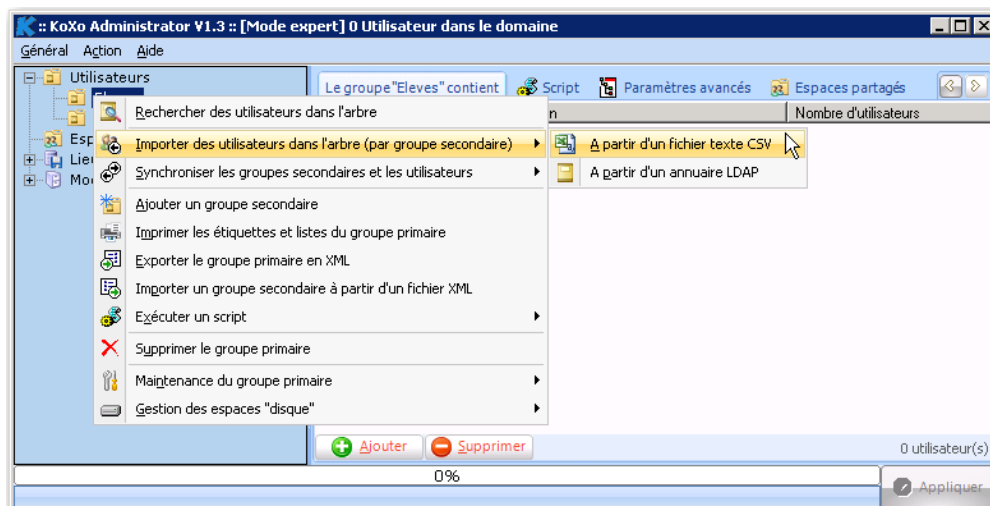 :: KoXo Administrator V1.3 :: [Mode expert] 0 Utilisateur dans le domaine
Général Action Aide
Utilisateurs
Le groupe"Eleves"contient Script Paramètres avancés Espaces partagés
Nombre d'utilisateurs
Rechercher des utilisateurs dans l'arbre
Importer des utilisateurs dans l'arbre (par groupe secondaire)
A partir d'un fichier texte CSV
Synchroniser les groupes secondaires et les utilisateurs
A partir d'un annuaire LDAP
Ajouter un groupe secondaire
Imprimer les étiquettes et listes du groupe primaire
Exporter le groupe primaire en XML
Importer un groupe secondaire à partir d'un fichier XML
Exécuter un script
Supprimer le groupe primaire
Maintenance du groupe primaire
Gestion des espaces "disque"
Ajouter Supprimer
0 utilisateur(s)
0%
Appliquer